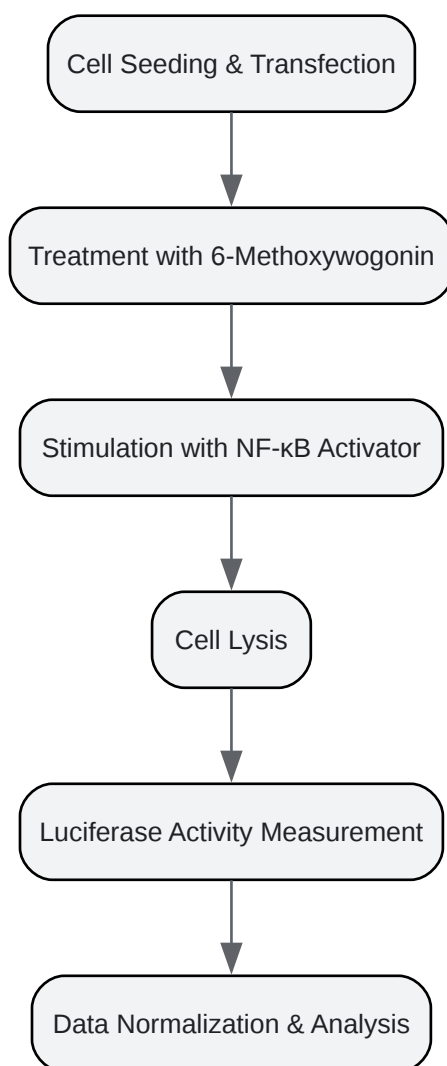 Cell Seeding & Transfection
Treatment with 6-Methoxywogonin
Stimulation with NF-κB Activator
Cell Lysis
Luciferase Activity Measurement
Data Normalization & Analysis